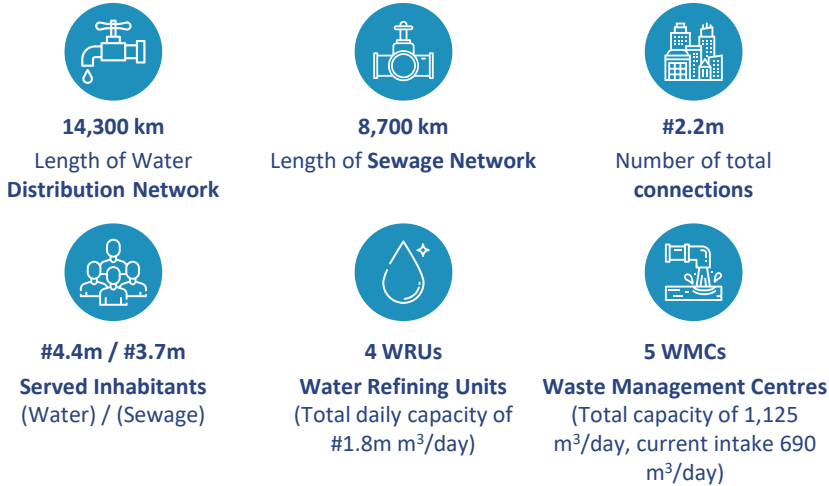 14,300 km
Length of Water
Distribution Network
8,700 km
Length of Sewage Network
#2.2m
Number of total
connections
#4.4m / #3.7m
Served Inhabitants
(Water) / (Sewage)
4 WRUs
Water Refining Units
(Total daily capacity of
#1.8m m³/day)
5 WMCs
Waste Management Centres
(Total capacity of 1,125
m³/day, current intake 690
m³/day)